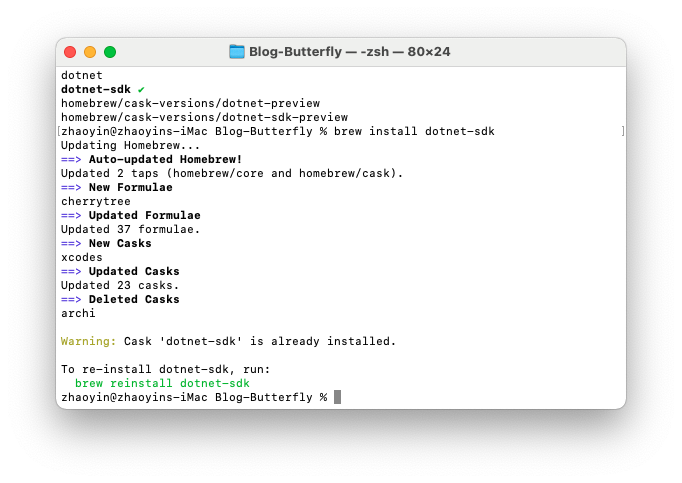 Blog-Butterfly — -zsh — 80×24
dotnet
dotnet-sdk ✔
homebrew/cask-versions/dotnet-preview
homebrew/cask-versions/dotnet-sdk-preview
[zhaoyin@zhaoyins-iMac Blog-Butterfly % brew install dotnet-sdk ]
Updating Homebrew...
==> Auto-updated Homebrew!
Updated 2 taps (homebrew/core and homebrew/cask).
==> New Formulae
cherrytree
==> Updated Formulae
Updated 37 formulae.
==> New Casks
xcodes
==> Updated Casks
Updated 23 casks.
==> Deleted Casks
archi
Warning: Cask 'dotnet-sdk' is already installed.
To re-install dotnet-sdk, run:
brew reinstall dotnet-sdk
zhaoyin@zhaoyins-iMac Blog-Butterfly %